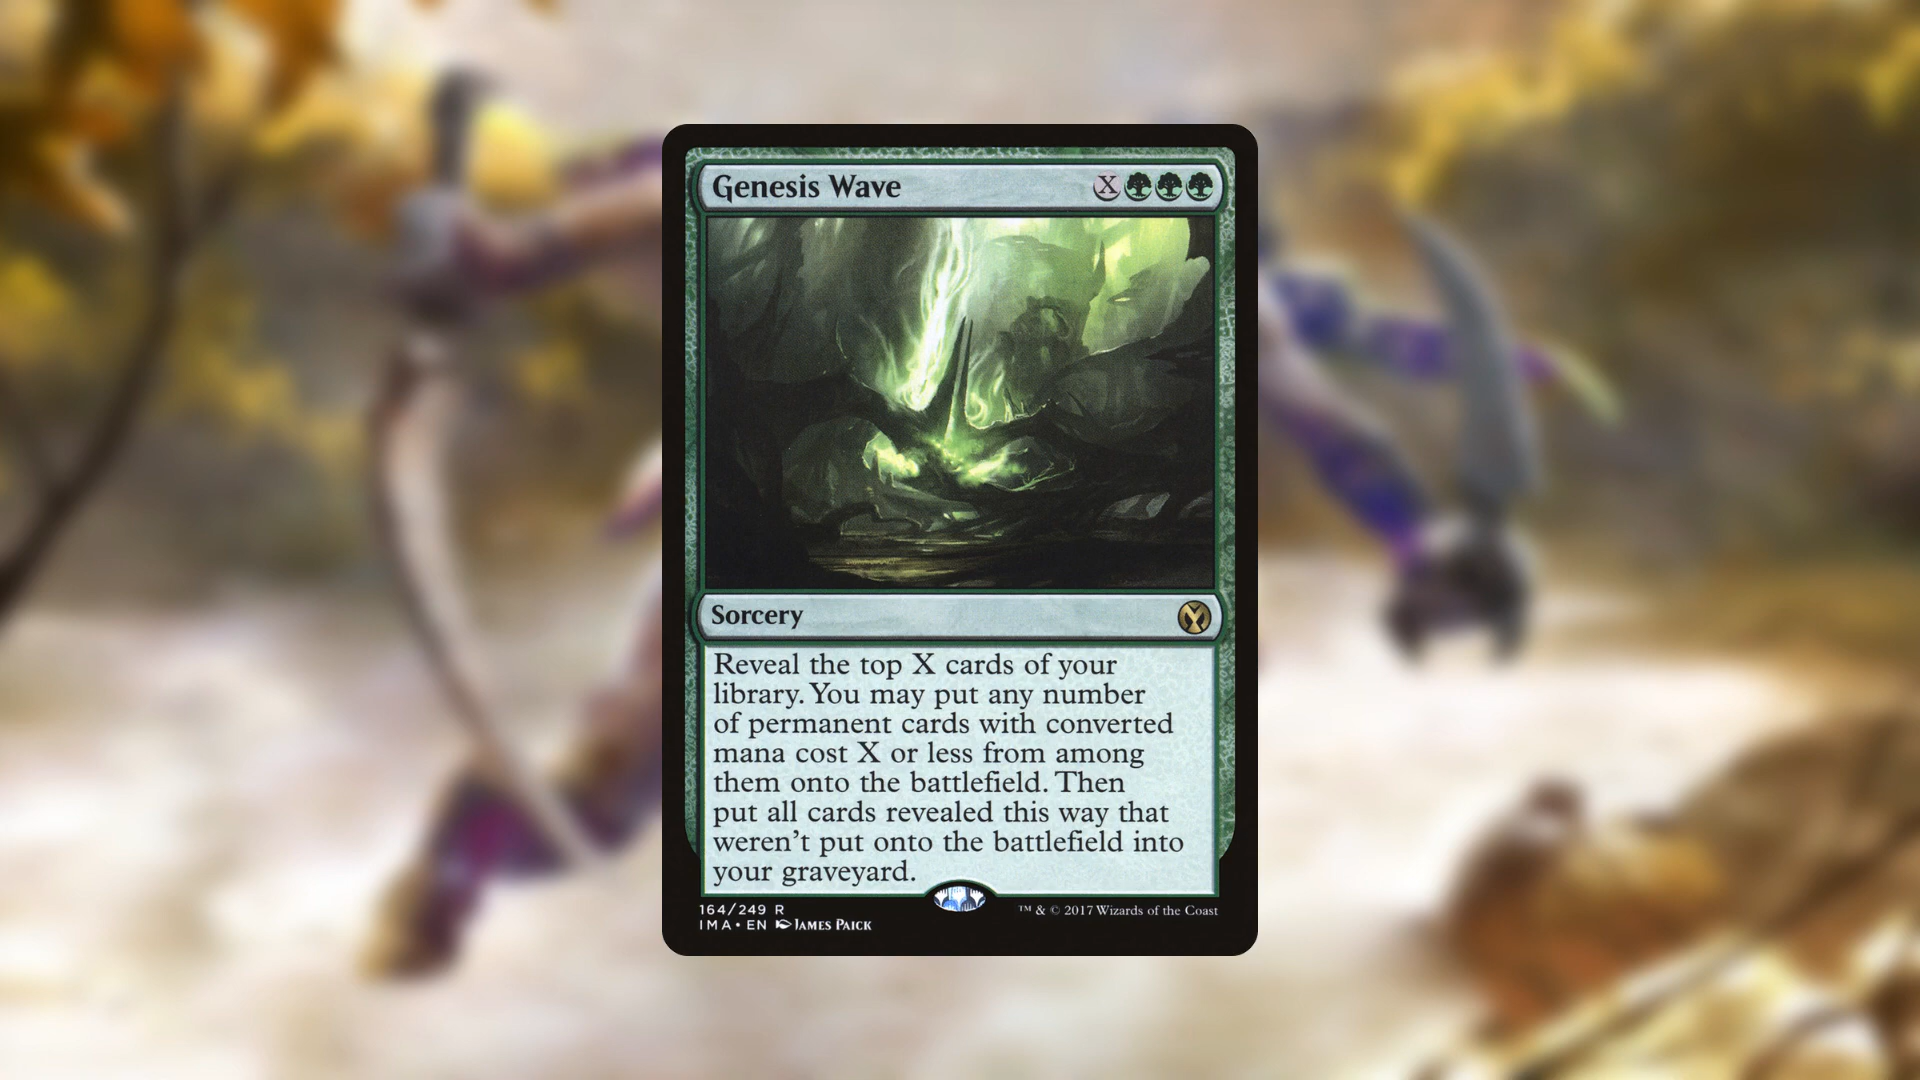 Genesis Wave X
Sorcery
Reveal the top X cards of your
library. You may put any number
of permanent cards with converted
mana cost X or less from among
them onto the battlefield. Then
put all cards revealed this way that
weren't put onto the battlefield into
your graveyard.
164/249 R
™ & © 2017 Wizards of the Coast
IMA • EN James Paick